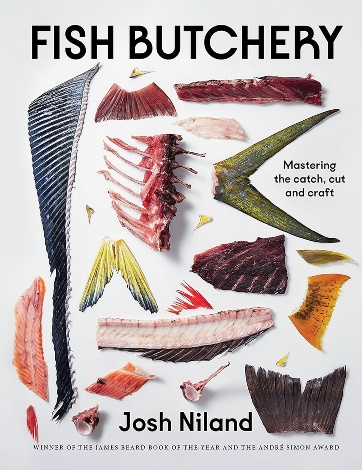 FISH BUTCHERY
Mastering
the catch, cut
and craft
Josh Niland
WINNER OF THE JAMES BEARD BOOK OF THE YEAR AND THE ANDRÉ SIMON AWARD